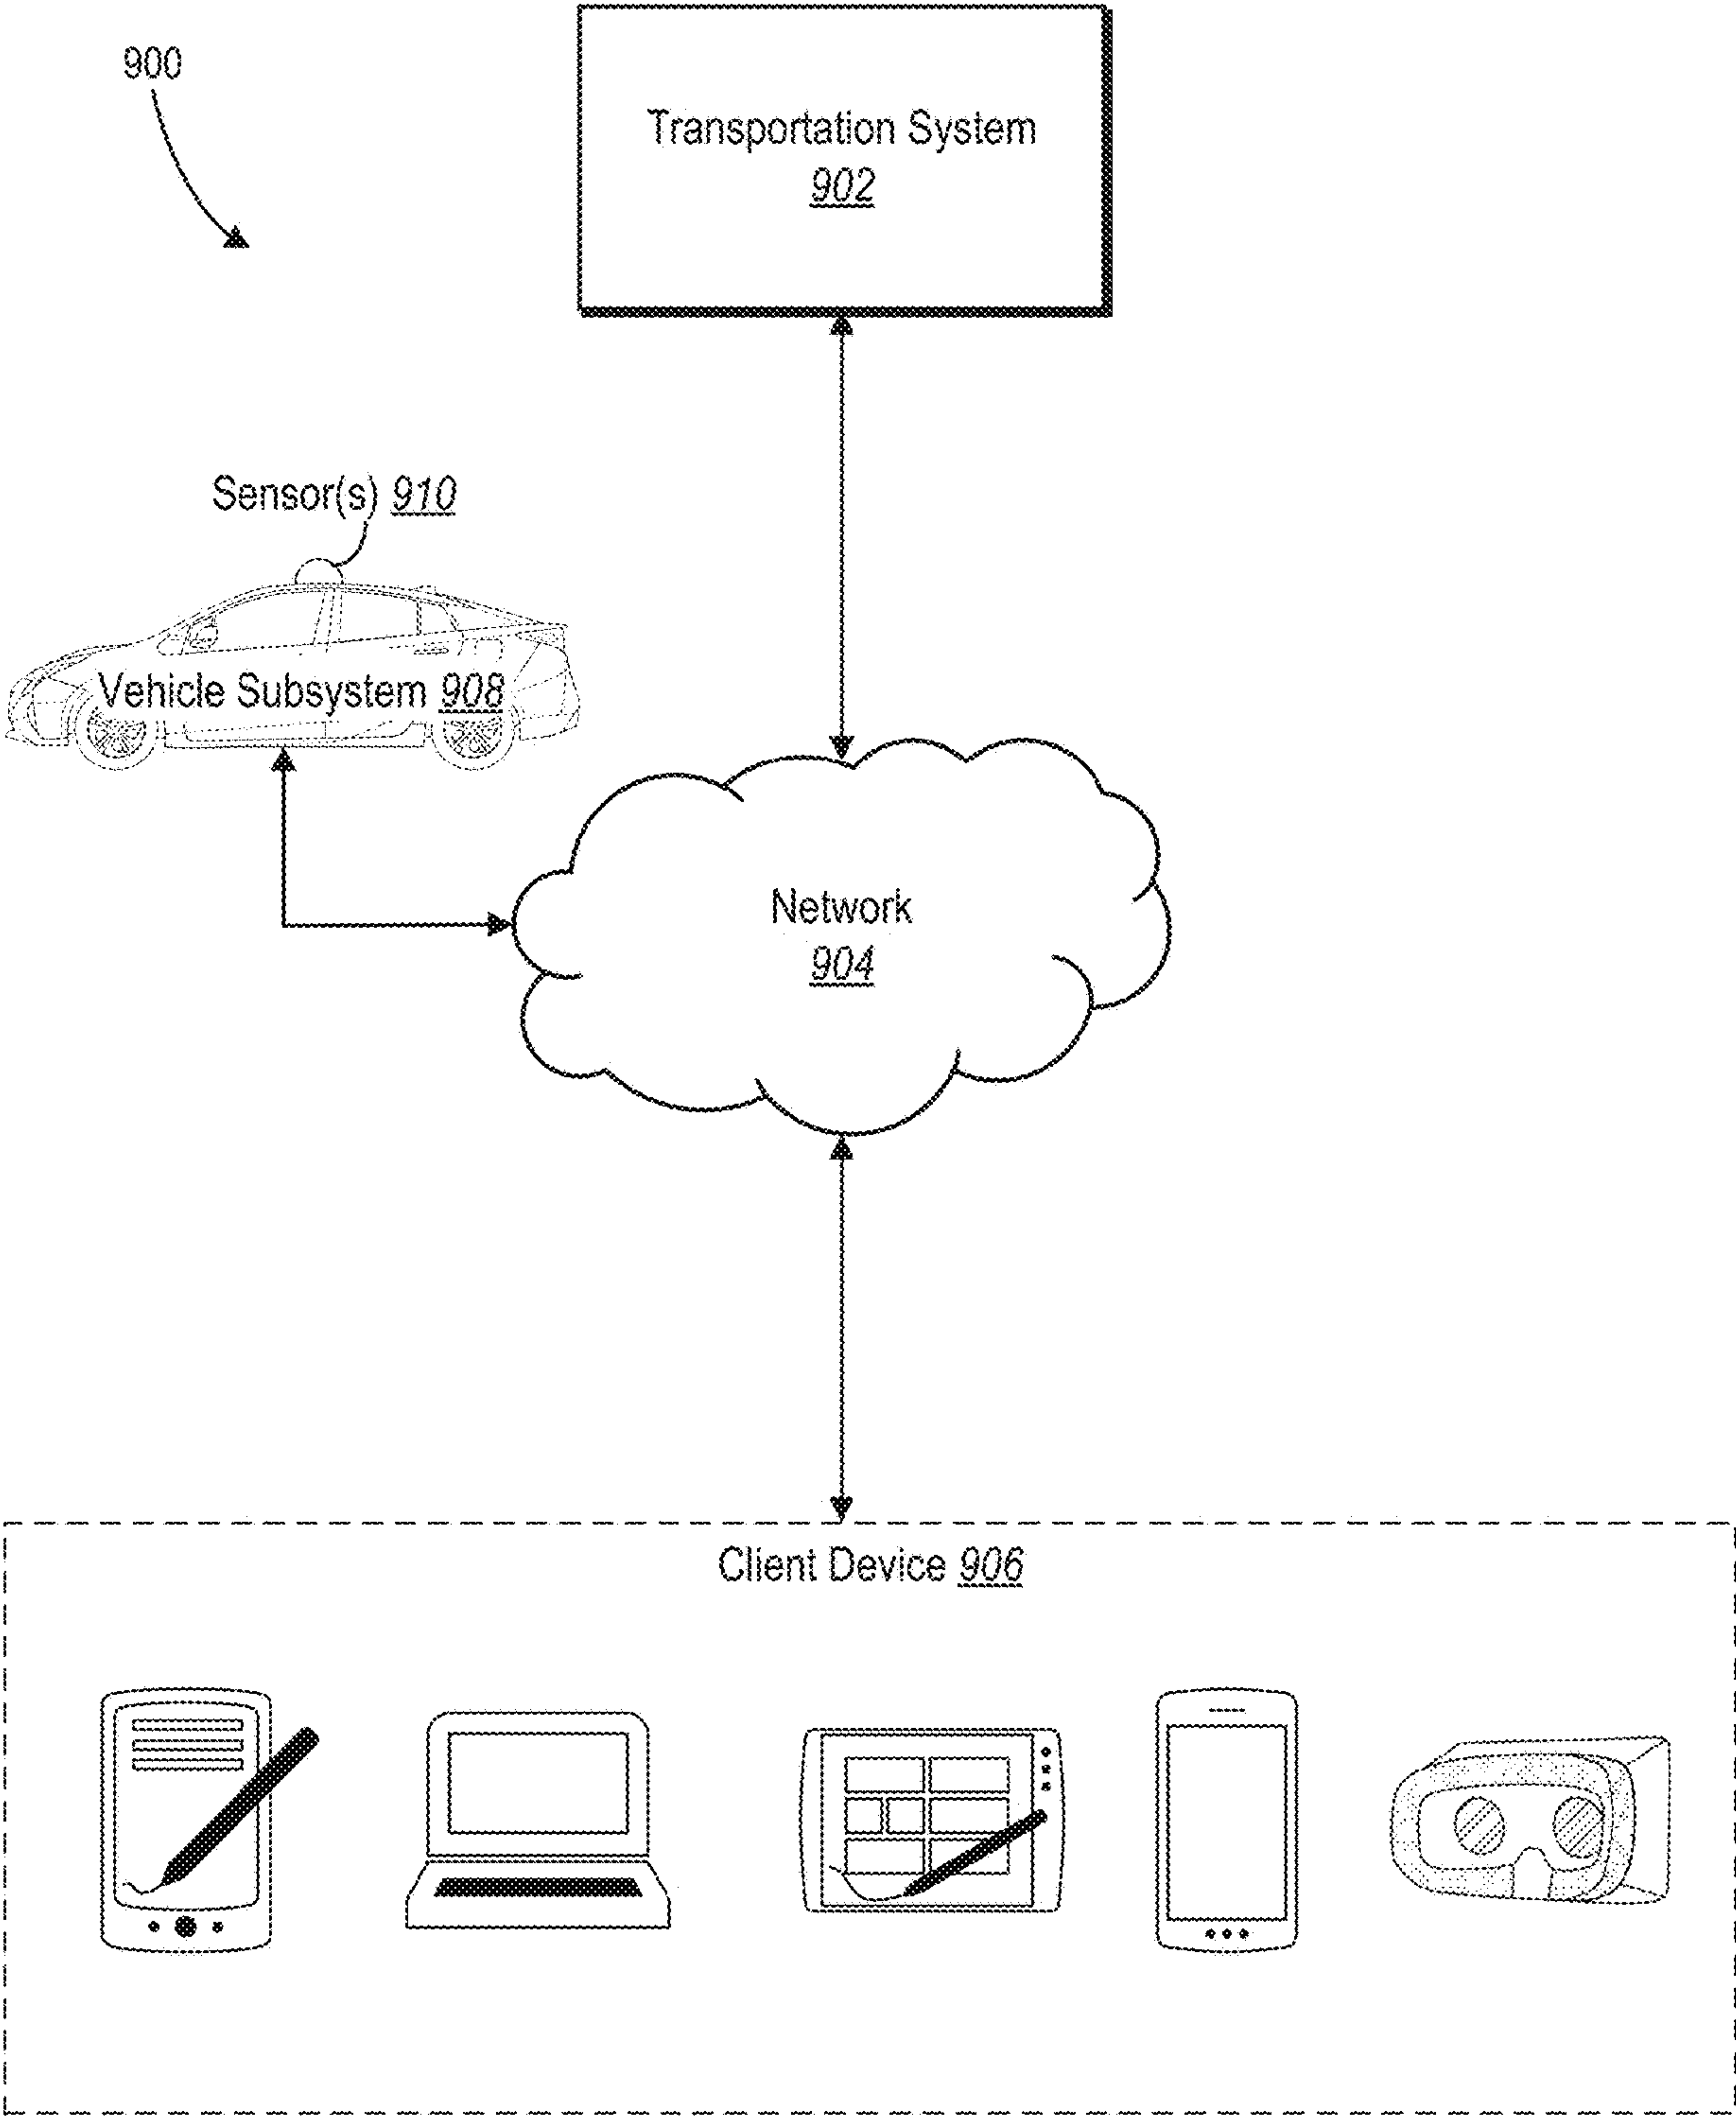 900
Transportation System
902
Sensor(s) 910
Vehicle Subsystem 908
Network
904
Client Device 906